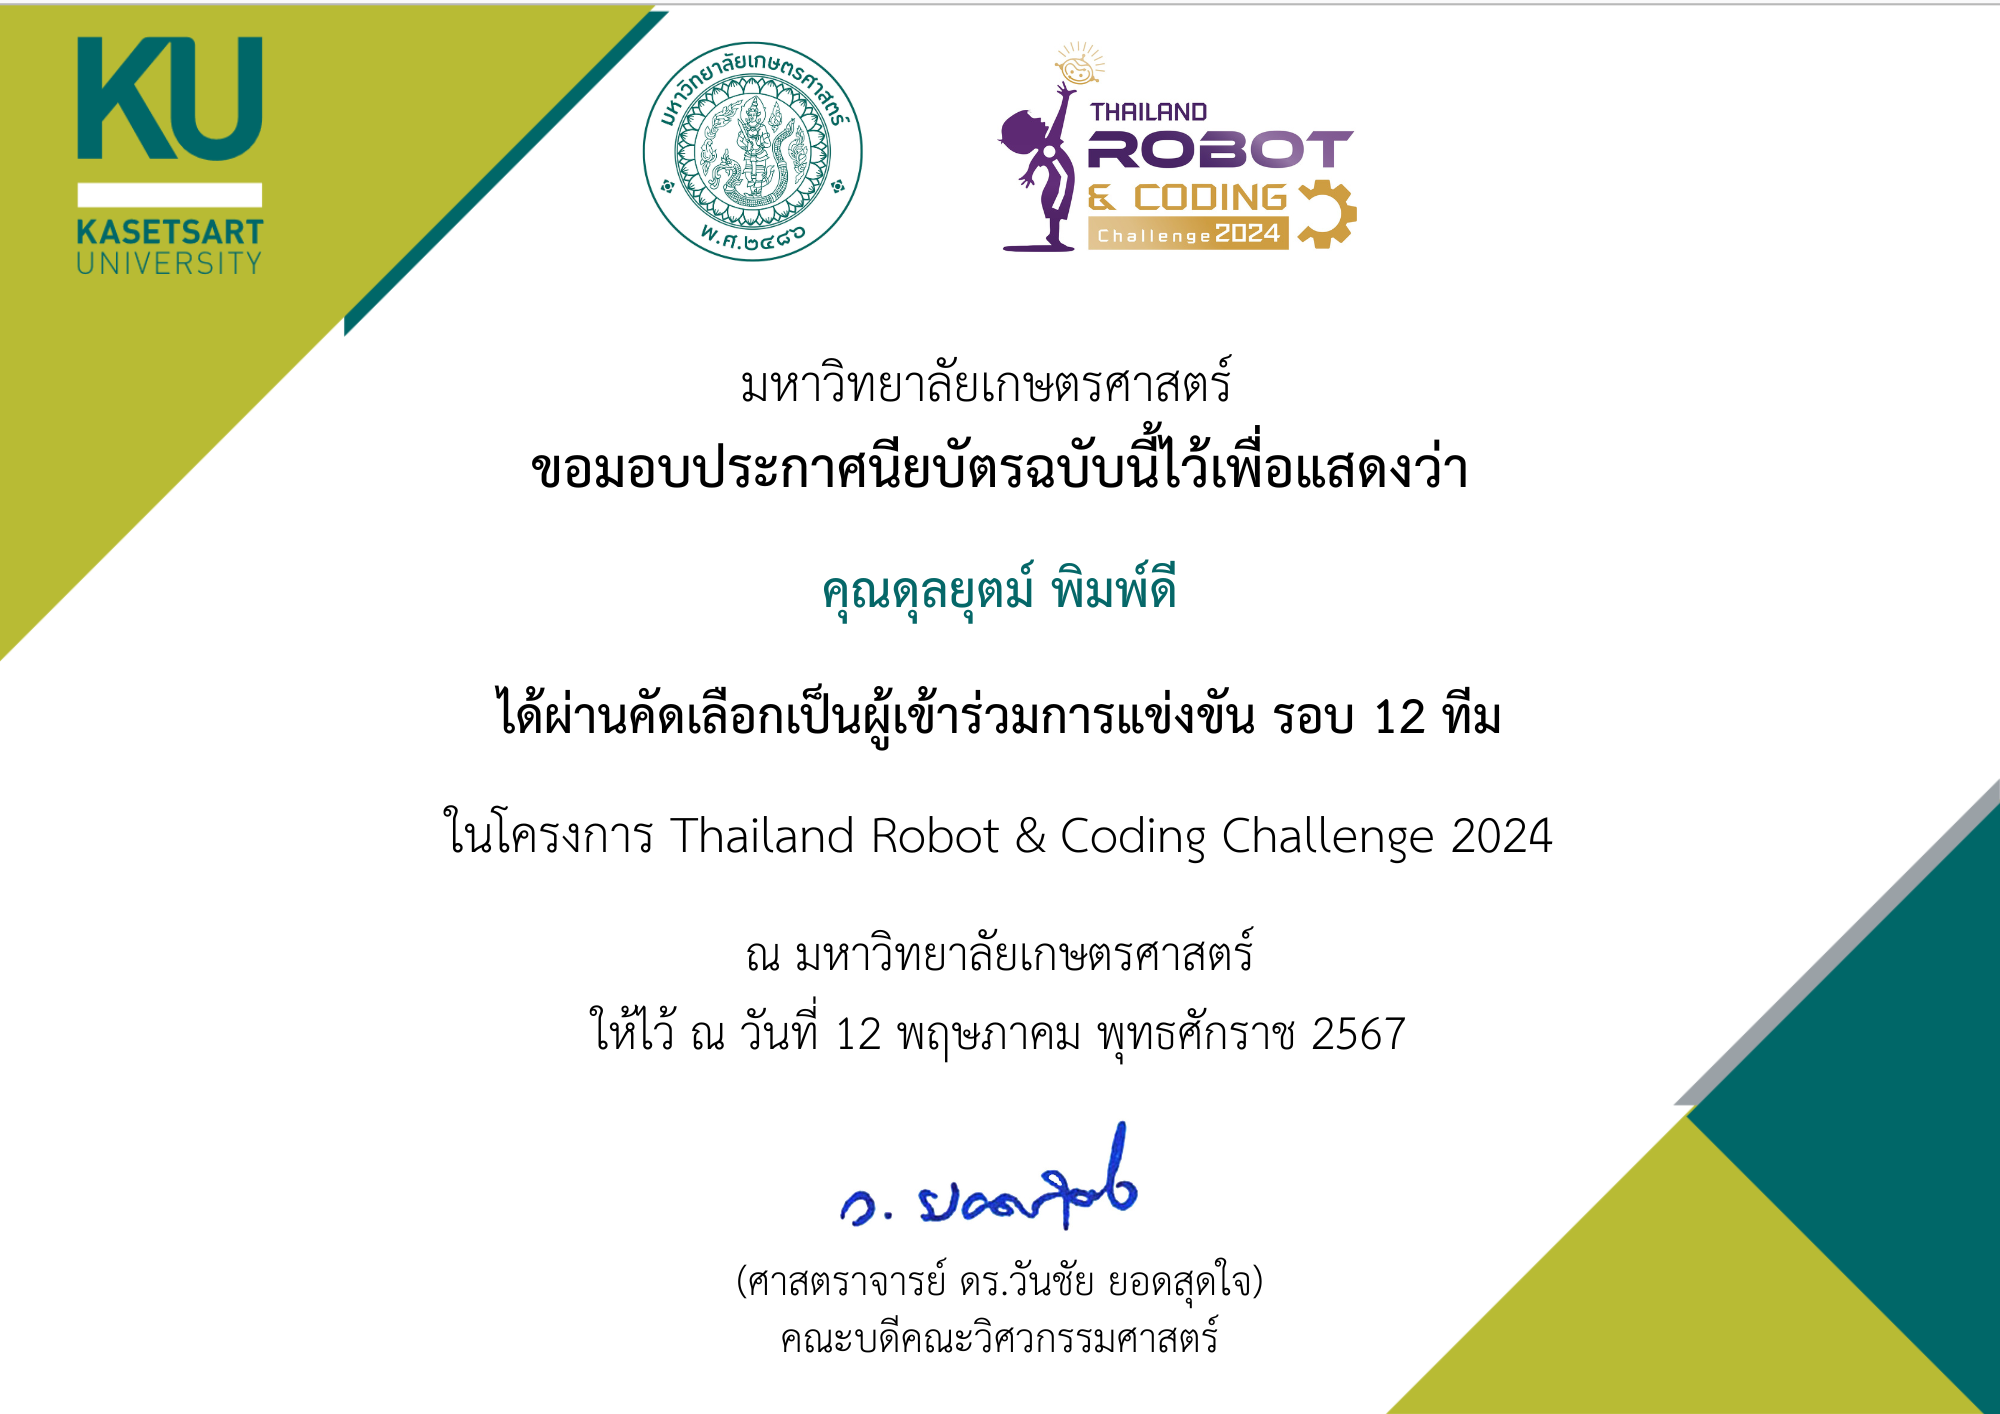 KU
KASETSART
UNIVERSITY
มหาวิทยาลัยเกษตรศาสตร์
พ.ศ.๒๔๘๖
THAILAND
ROBOT
& CODING
Challenge 2024
มหาวิทยาลัยเกษตรศาสตร์
ขอมอบประกาศนียบัตรฉบับนี้ไว้เพื่อแสดงว่า
คุณดุลยุตม์ พิมพ์ดี
ได้ผ่านคัดเลือกเป็นผู้เข้าร่วมการแข่งขัน รอบ 12 ทีม
ในโครงการ Thailand Robot & Coding Challenge 2024
ณ มหาวิทยาลัยเกษตรศาสตร์
ให้ไว้ ณ วันที่ 12 พฤษภาคม พุทธศักราช 2567
ว. ยอดสุดใจ
(ศาสตราจารย์ ดร.วันชัย ยอดสุดใจ)
คณะบดีคณะวิศวกรรมศาสตร์